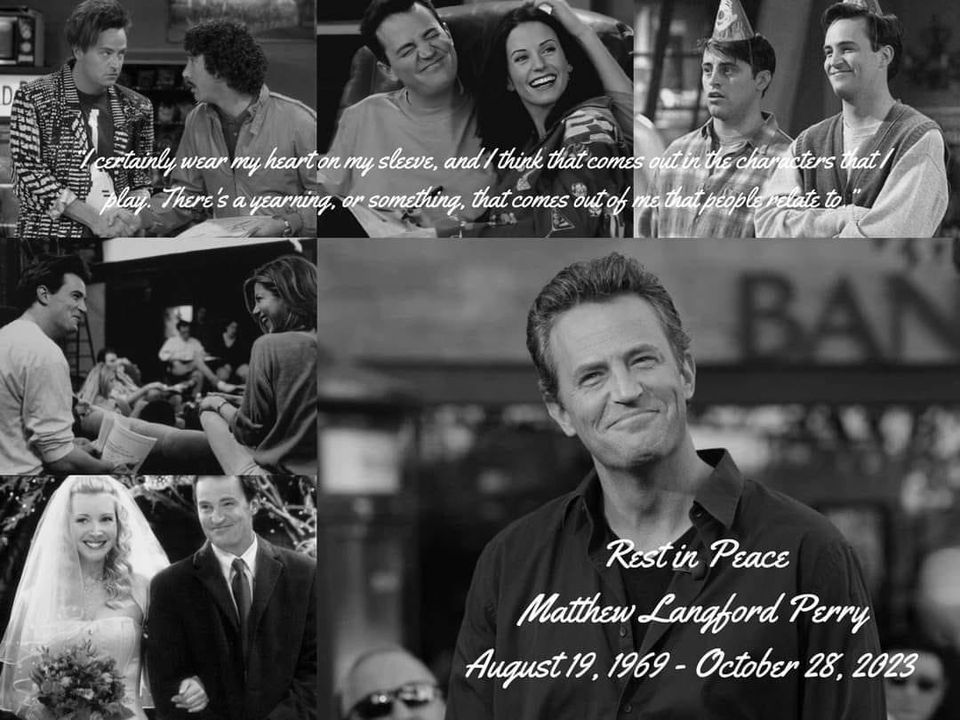 "I certainly wear my heart on my sleeve, and I think that comes out in the characters that I
play. There's a yearning, or something, that comes out of me that people relate to."
BAN
Rest in Peace
Matthew Langford Perry
August 19, 1969 - October 28, 2023